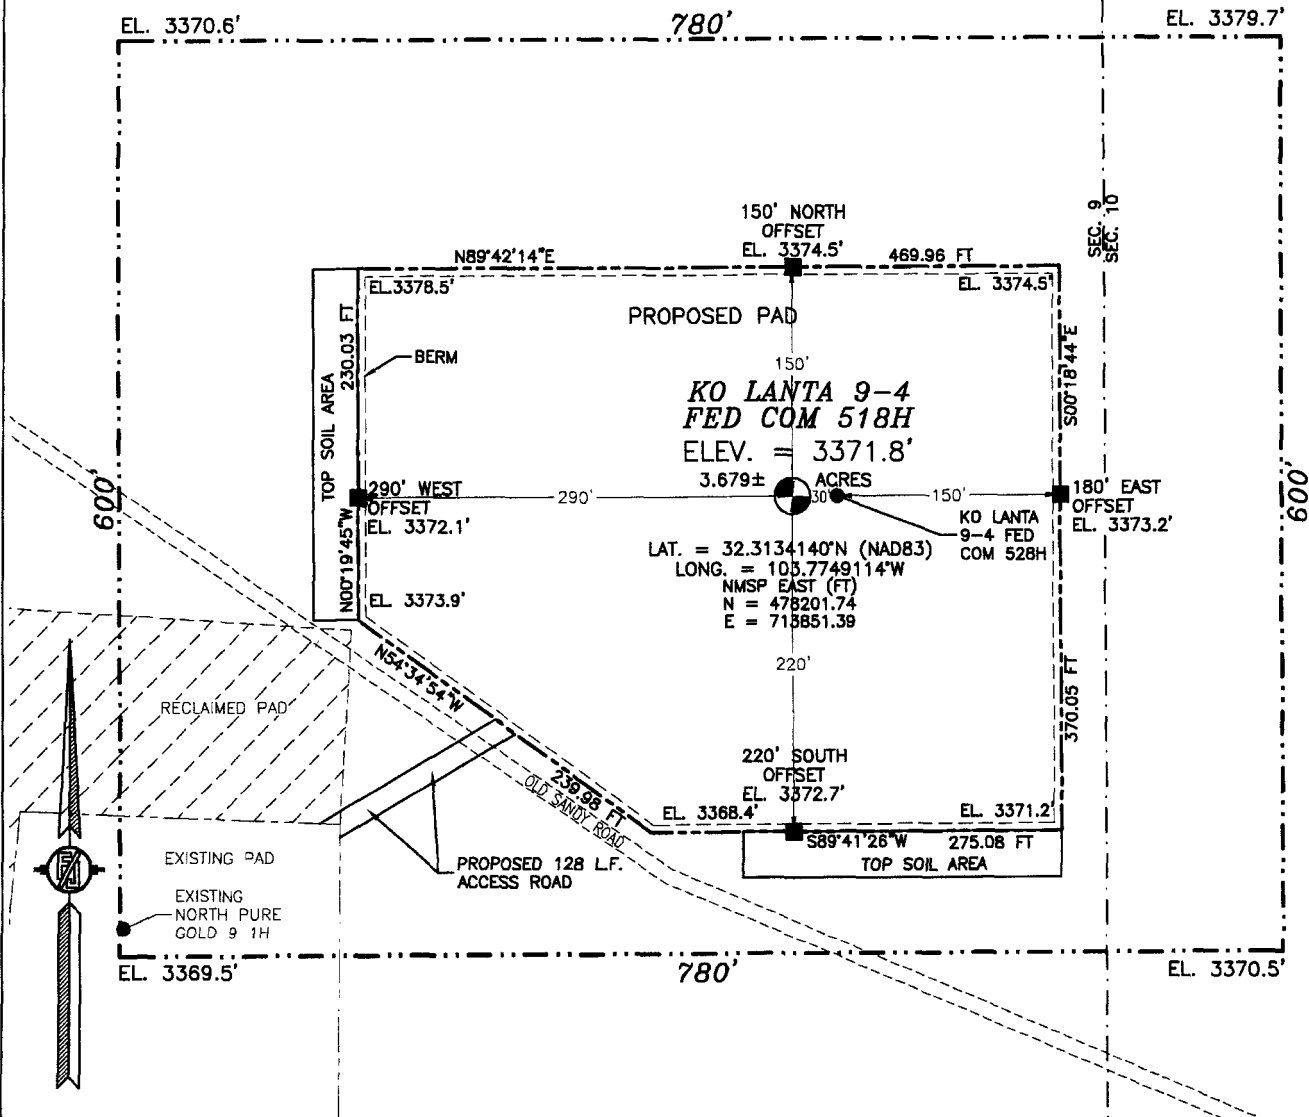 EL. 3370.6'
780'
EL. 3379.7'
SEC. 9
SEC. 10
150' NORTH
OFFSET
EL. 3374.5'
N89°42'14"E
469.96 FT
EL.3378.5'
EL. 3374.5'
PROPOSED PAD
230.03 FT
TOP SOIL AREA
BERM
150'
S00°18'44"E
KO LANTA 9-4
FED COM 518H
ELEV. = 3371.8'
3.679± ACRES
600'
290' WEST
OFFSET
EL. 3372.1'
290'
30'
150'
180' EAST
OFFSET
EL. 3373.2'
600'
KO LANTA
9-4 FED
COM 528H
N00°19'45"W
LAT. = 32.3134140°N (NAD83)
LONG. = 103.7749114°W
NMSP EAST (FT)
N = 478201.74
E = 713851.39
EL. 3373.9'
N54°34'54"W
220'
370.05 FT
RECLAIMED PAD
220' SOUTH
OFFSET
EL. 3372.7'
239.98 FT
OLD SANDY ROAD
EL. 3368.4'
EL. 3371.2'
S89°41'26"W
275.08 FT
TOP SOIL AREA
PROPOSED 128 L.F.
ACCESS ROAD
EXISTING PAD
EXISTING
NORTH PURE
GOLD 9 1H
EL. 3369.5'
780'
EL. 3370.5'